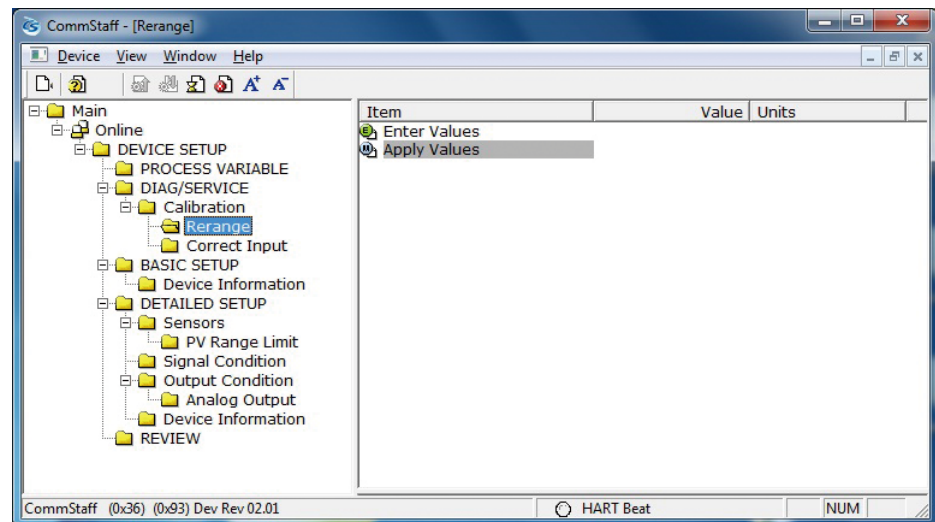 CommStaff - [Rerange]
Device View Window Help
Main
Online
DEVICE SETUP
PROCESS VARIABLE
DIAG/SERVICE
Calibration
Rerange
Correct Input
BASIC SETUP
Device Information
DETAILED SETUP
Sensors
PV Range Limit
Signal Condition
Output Condition
Analog Output
Device Information
REVIEW
Item Value Units
Enter Values
Apply Values
CommStaff (0x36) (0x93) Dev Rev 02.01 HART Beat NUM